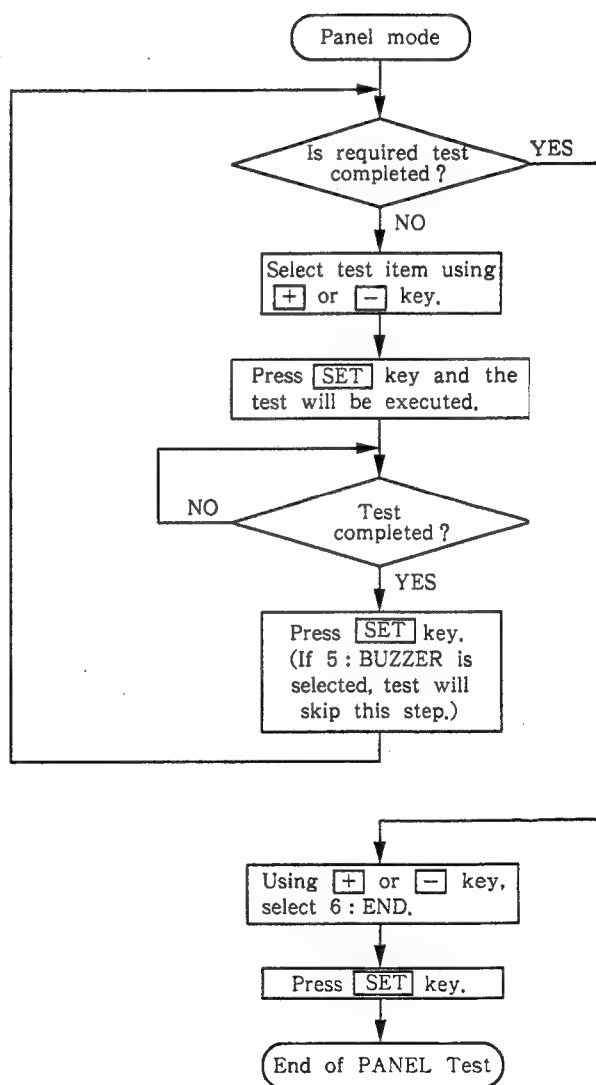 Panel mode
Is required test
completed ?
YES
NO
Select test item using
+ or − key.
Press SET key and the
test will be executed.
NO
Test
completed ?
YES
Press SET key.
(If 5 : BUZZER is
selected, test will
skip this step.)
Using + or − key,
select 6 : END.
Press SET key.
End of PANEL Test